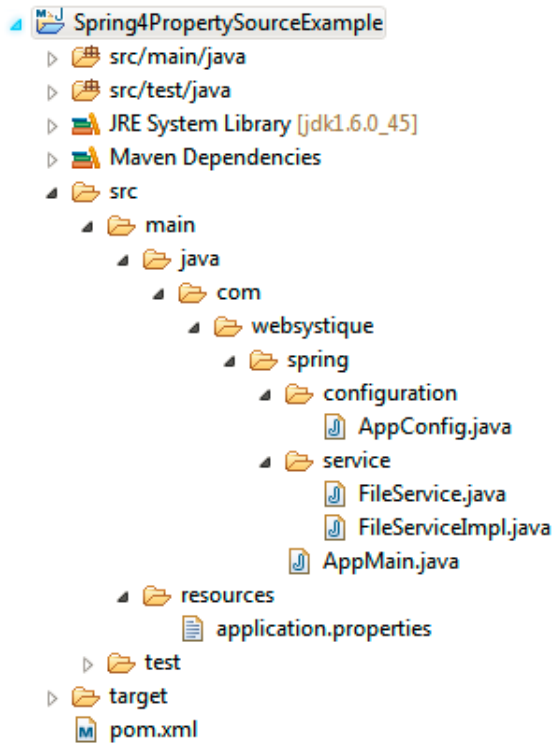 Spring4PropertySourceExample
src/main/java
src/test/java
JRE System Library [jdk1.6.0_45]
Maven Dependencies
src
main
java
com
websystique
spring
configuration
AppConfig.java
service
FileService.java
FileServiceImpl.java
AppMain.java
resources
application.properties
test
target
pom.xml